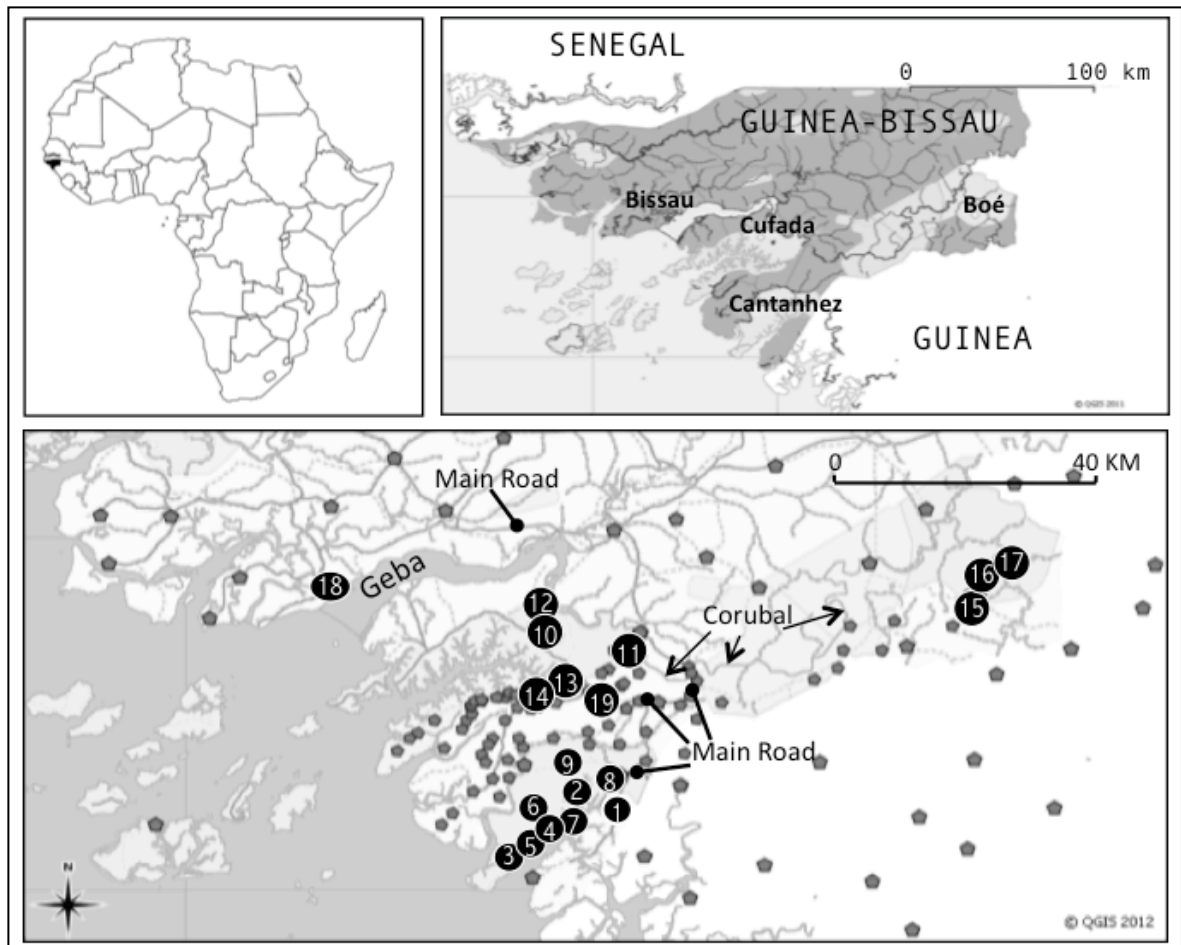 SENEGAL
0 100 km
GUINEA-BISSAU
Bissau
Boé
Cufada
Cantanhez
GUINEA
© QGIS 2011
Main Road
0 40 KM
Geba
18
17
16
15
12
10
Corubal
11
13
14
19
Main Road
9
8
2
6
1
7
4
5
3
N
© QGIS 2012